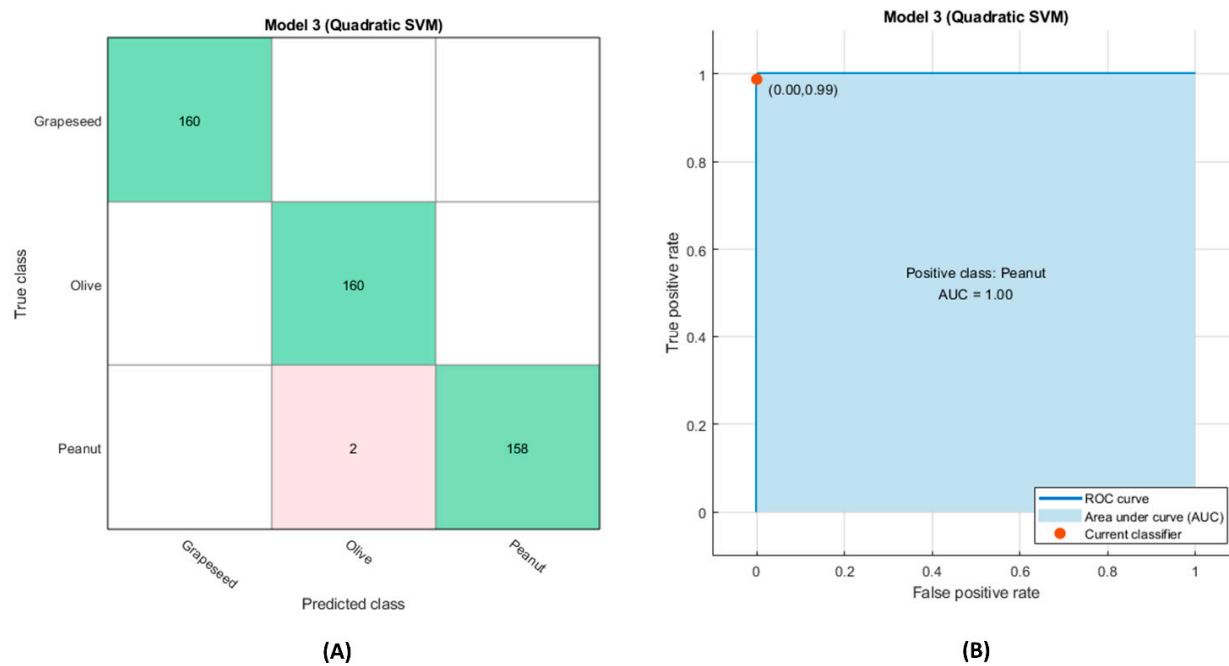 Model 3 (Quadratic SVM)
Grapeseed
160
Olive
160
Peanut
2
158
True class
Grapeseed
Olive
Peanut
Predicted class
(A)
Model 3 (Quadratic SVM)
1
(0.00,0.99)
0.8
0.6
Positive class: Peanut
AUC = 1.00
0.4
0.2
0
True positive rate
ROC curve
Area under curve (AUC)
Current classifier
0
0.2
0.4
0.6
0.8
1
False positive rate
(B)